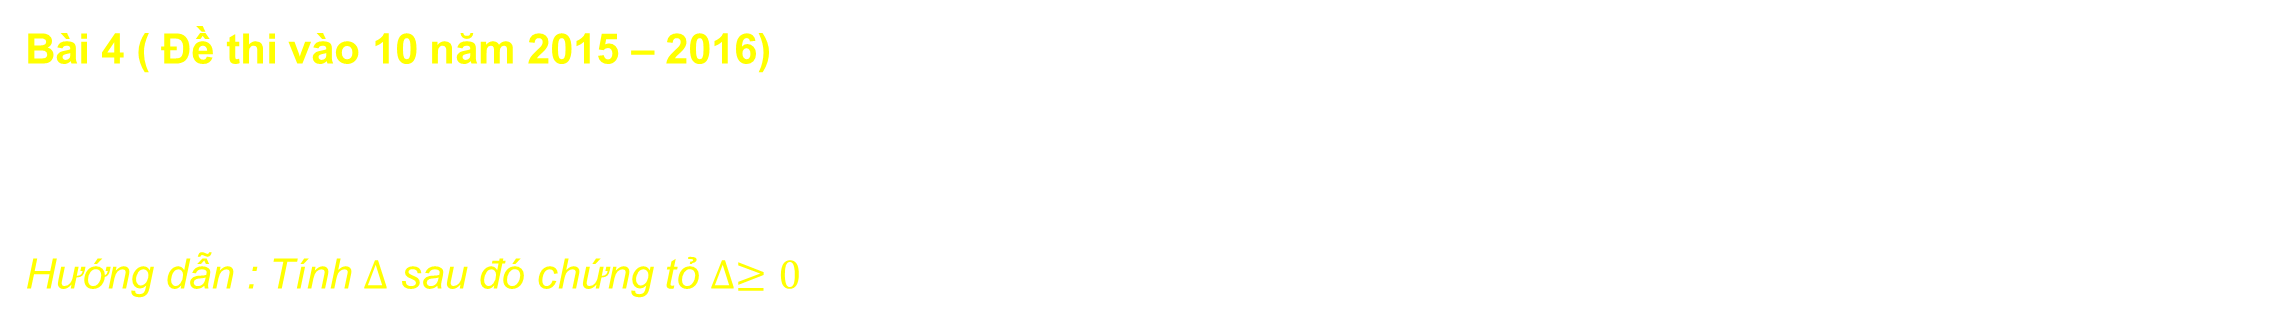 Bài 4 ( Đề thi vào 10 năm 2015 – 2016)
Hướng dẫn : Tính Δ sau đó chứng tỏ Δ≥ 0